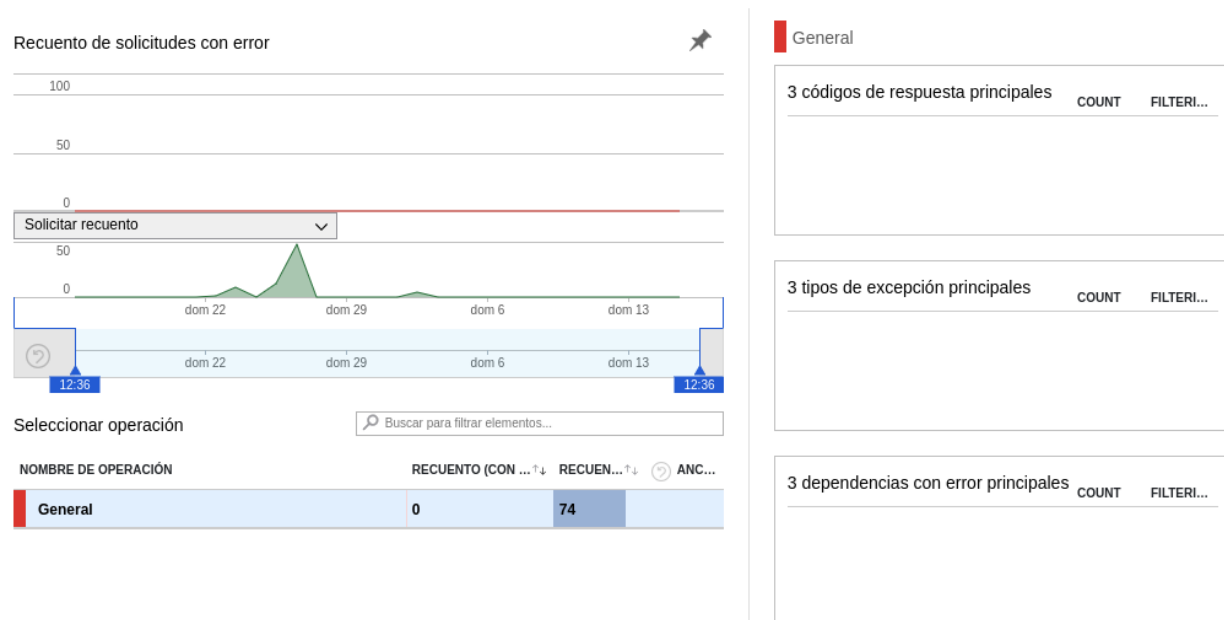 Recuento de solicitudes con error
100
50
0
Solicitar recuento
50
0
dom 22 dom 29 dom 6 dom 13
dom 22 dom 29 dom 6 dom 13
12:36 12:36
Seleccionar operación
Buscar para filtrar elementos...
NOMBRE DE OPERACIÓN RECUENTO (CON ...↑↓ RECUEN...↑↓ ANC...
General 0 74
General
3 códigos de respuesta principales COUNT FILTERI...
3 tipos de excepción principales COUNT FILTERI...
3 dependencias con error principales COUNT FILTERI...